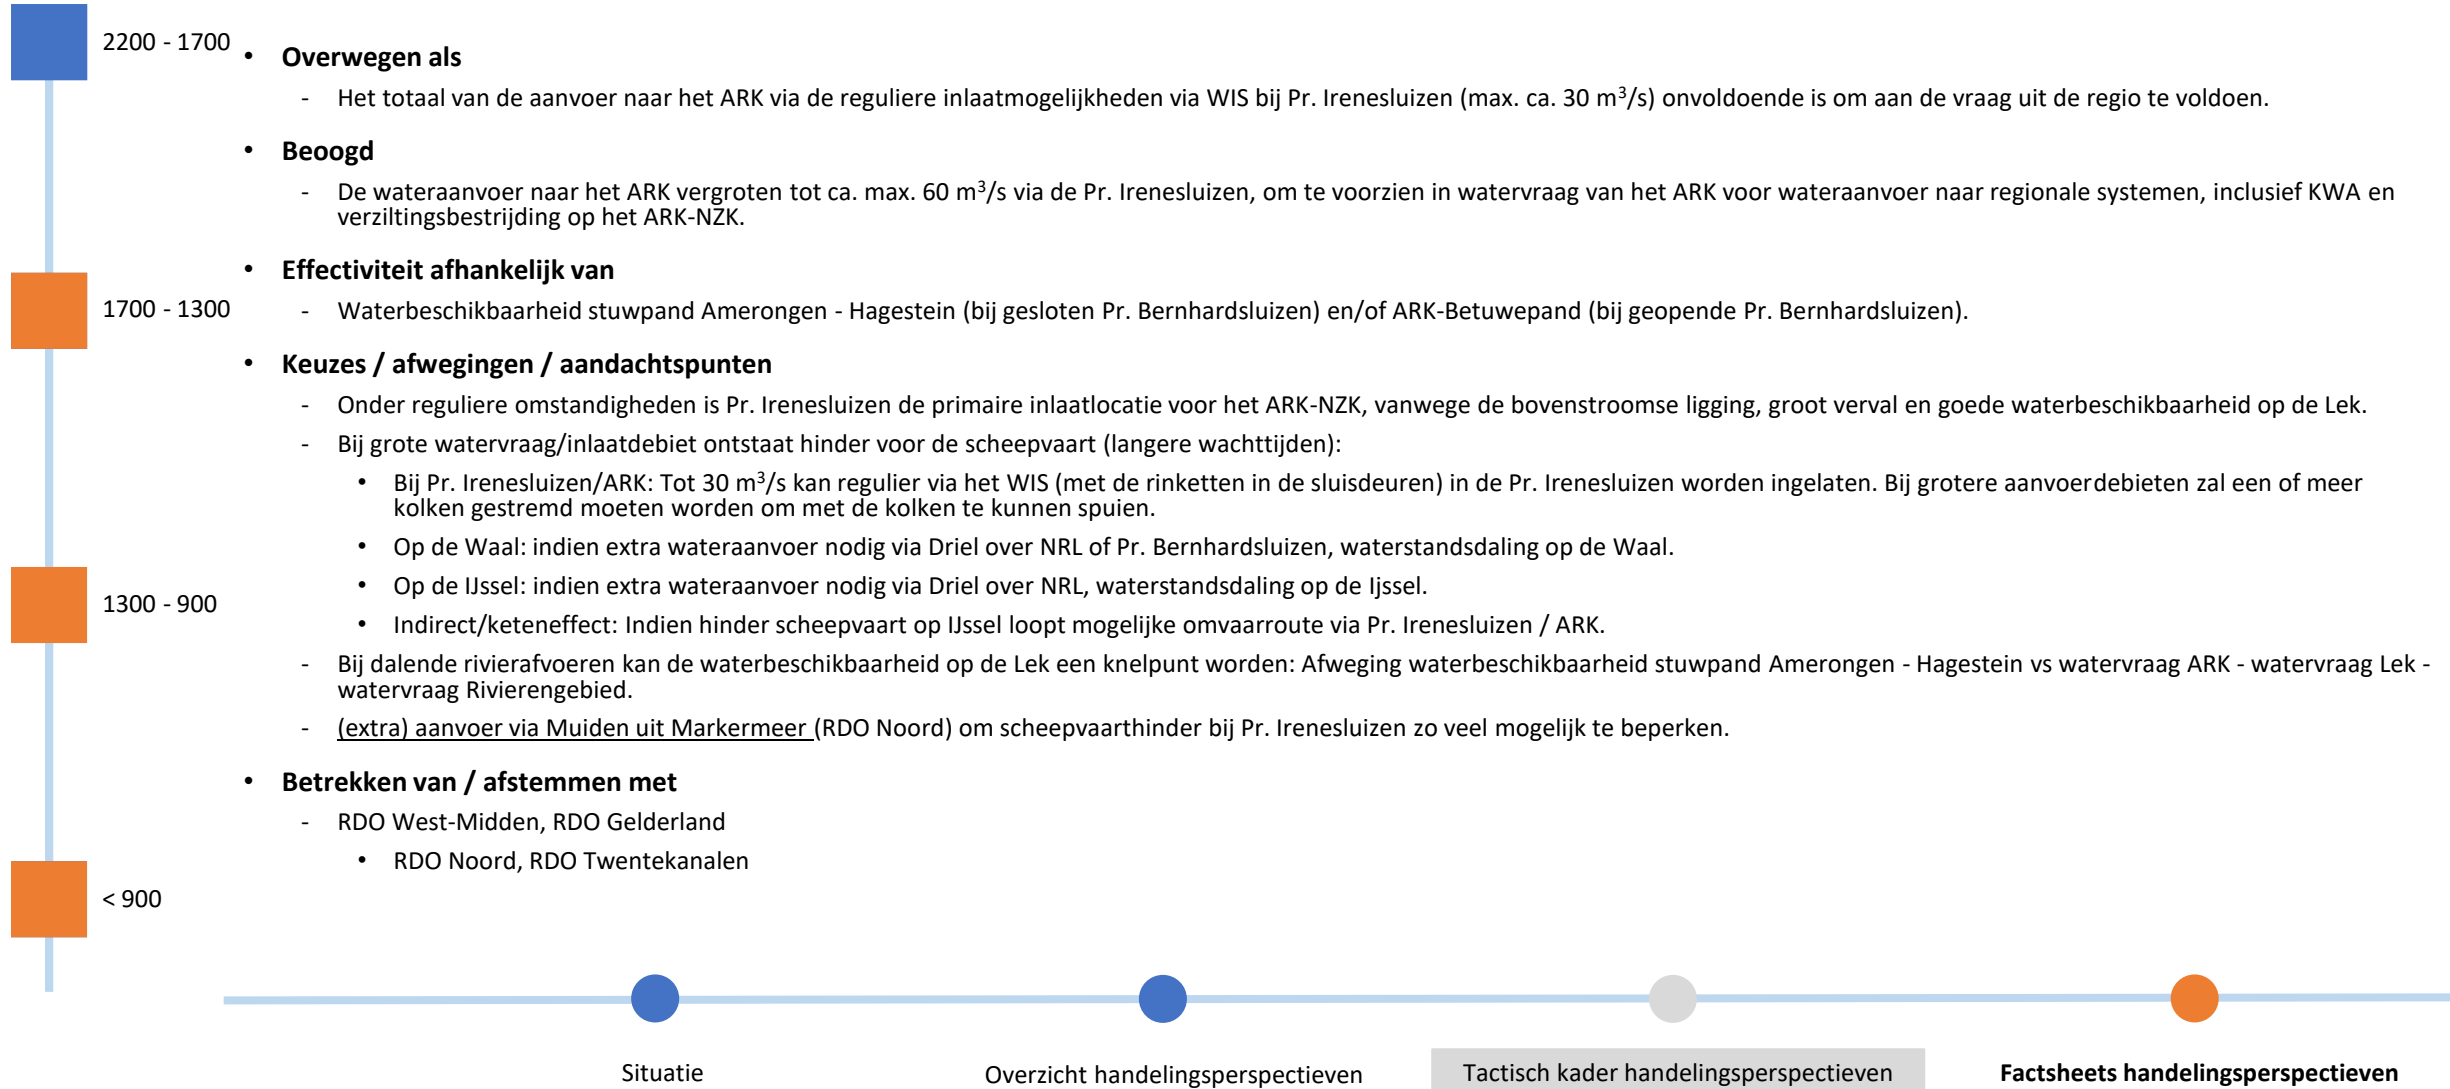 2200 - 1700
• Overwegen als
- Het totaal van de aanvoer naar het ARK via de reguliere inlaatmogelijkheden via WIS bij Pr. Irenesluizen (max. ca. 30 m³/s) onvoldoende is om aan de vraag uit de regio te voldoen.
• Beoogd
- De wateraanvoer naar het ARK vergroten tot ca. max. 60 m³/s via de Pr. Irenesluizen, om te voorzien in watervraag van het ARK voor wateraanvoer naar regionale systemen, inclusief KWA en
verziltingsbestrijding op het ARK-NZK.
• Effectiviteit afhankelijk van
1700 - 1300
- Waterbeschikbaarheid stuwpand Amerongen - Hagestein (bij gesloten Pr. Bernhardsluizen) en/of ARK-Betuwepand (bij geopende Pr. Bernhardsluizen).
• Keuzes / afwegingen / aandachtspunten
- Onder reguliere omstandigheden is Pr. Irenesluizen de primaire inlaatlocatie voor het ARK-NZK, vanwege de bovenstroomse ligging, groot verval en goede waterbeschikbaarheid op de Lek.
- Bij grote watervraag/inlaatdebiet ontstaat hinder voor de scheepvaart (langere wachttijden):
• Bij Pr. Irenesluizen/ARK: Tot 30 m³/s kan regulier via het WIS (met de rinketten in de sluisdeuren) in de Pr. Irenesluizen worden ingelaten. Bij grotere aanvoerdebieten zal een of meer
kolken gestremd moeten worden om met de kolken te kunnen spuien.
• Op de Waal: indien extra wateraanvoer nodig via Driel over NRL of Pr. Bernhardsluizen, waterstandsdaling op de Waal.
• Op de IJssel: indien extra wateraanvoer nodig via Driel over NRL, waterstandsdaling op de Ijssel.
1300 - 900
• Indirect/keteneffect: Indien hinder scheepvaart op IJssel loopt mogelijke omvaarroute via Pr. Irenesluizen / ARK.
- Bij dalende rivierafvoeren kan de waterbeschikbaarheid op de Lek een knelpunt worden: Afweging waterbeschikbaarheid stuwpand Amerongen - Hagestein vs watervraag ARK - watervraag Lek -
watervraag Rivierengebied.
- (extra) aanvoer via Muiden uit Markermeer (RDO Noord) om scheepvaarthinder bij Pr. Irenesluizen zo veel mogelijk te beperken.
• Betrekken van / afstemmen met
- RDO West-Midden, RDO Gelderland
• RDO Noord, RDO Twentekanalen
< 900
Situatie
Overzicht handelingsperspectieven
Tactisch kader handelingsperspectieven
Factsheets handelingsperspectieven